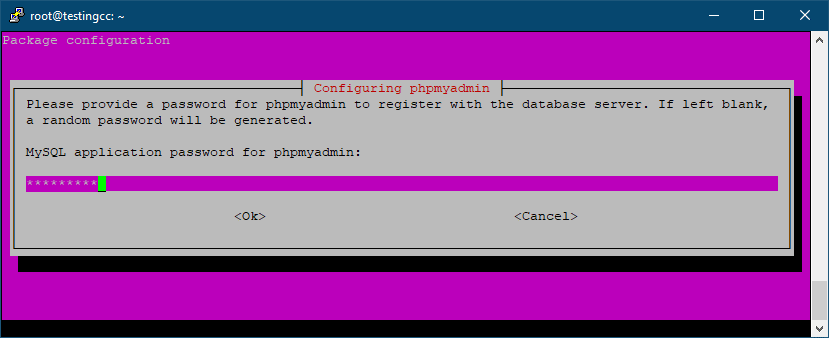 root@testingcc: ~
Package configuration
Configuring phpmyadmin
Please provide a password for phpmyadmin to register with the database server. If left blank,
a random password will be generated.
MySQL application password for phpmyadmin:
*********
<Ok> <Cancel>